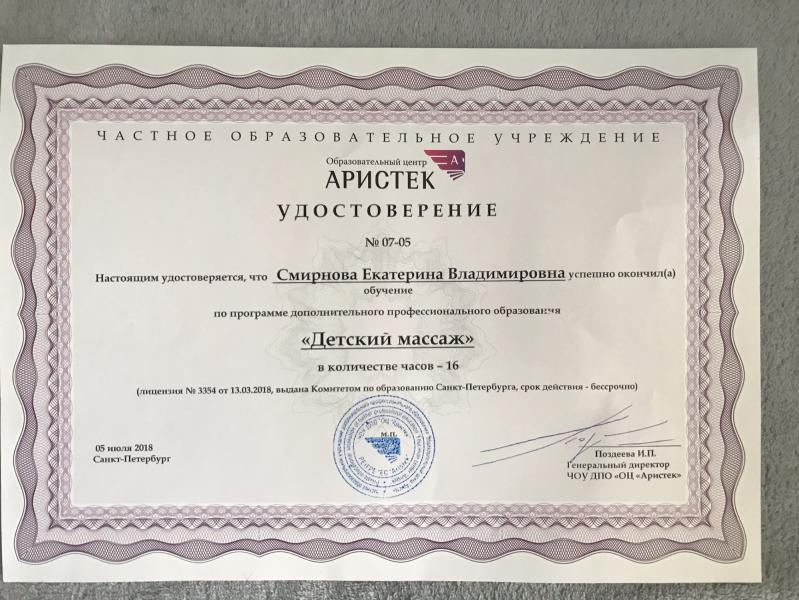 ЧАСТНОЕ ОБРАЗОВАТЕЛЬНОЕ УЧРЕЖДЕНИЕ
Образовательный центр
А
АРИСТЕК
УДОСТОВЕРЕНИЕ
№ 07-05
Настоящим удостоверяется, что Смирнова Екатерина Владимировна успешно окончил(а)
обучение
по программе дополнительного профессионального образования
«Детский массаж»
в количестве часов – 16
(лицензия № 3354 от 13.03.2018, выдана Комитетом по образованию Санкт-Петербурга, срок действия - бессрочно)
М.П.
05 июля 2018
Санкт-Петербург
Поздеева И.П.
Генеральный директор
ЧОУ ДПО «ОЦ «Аристек»